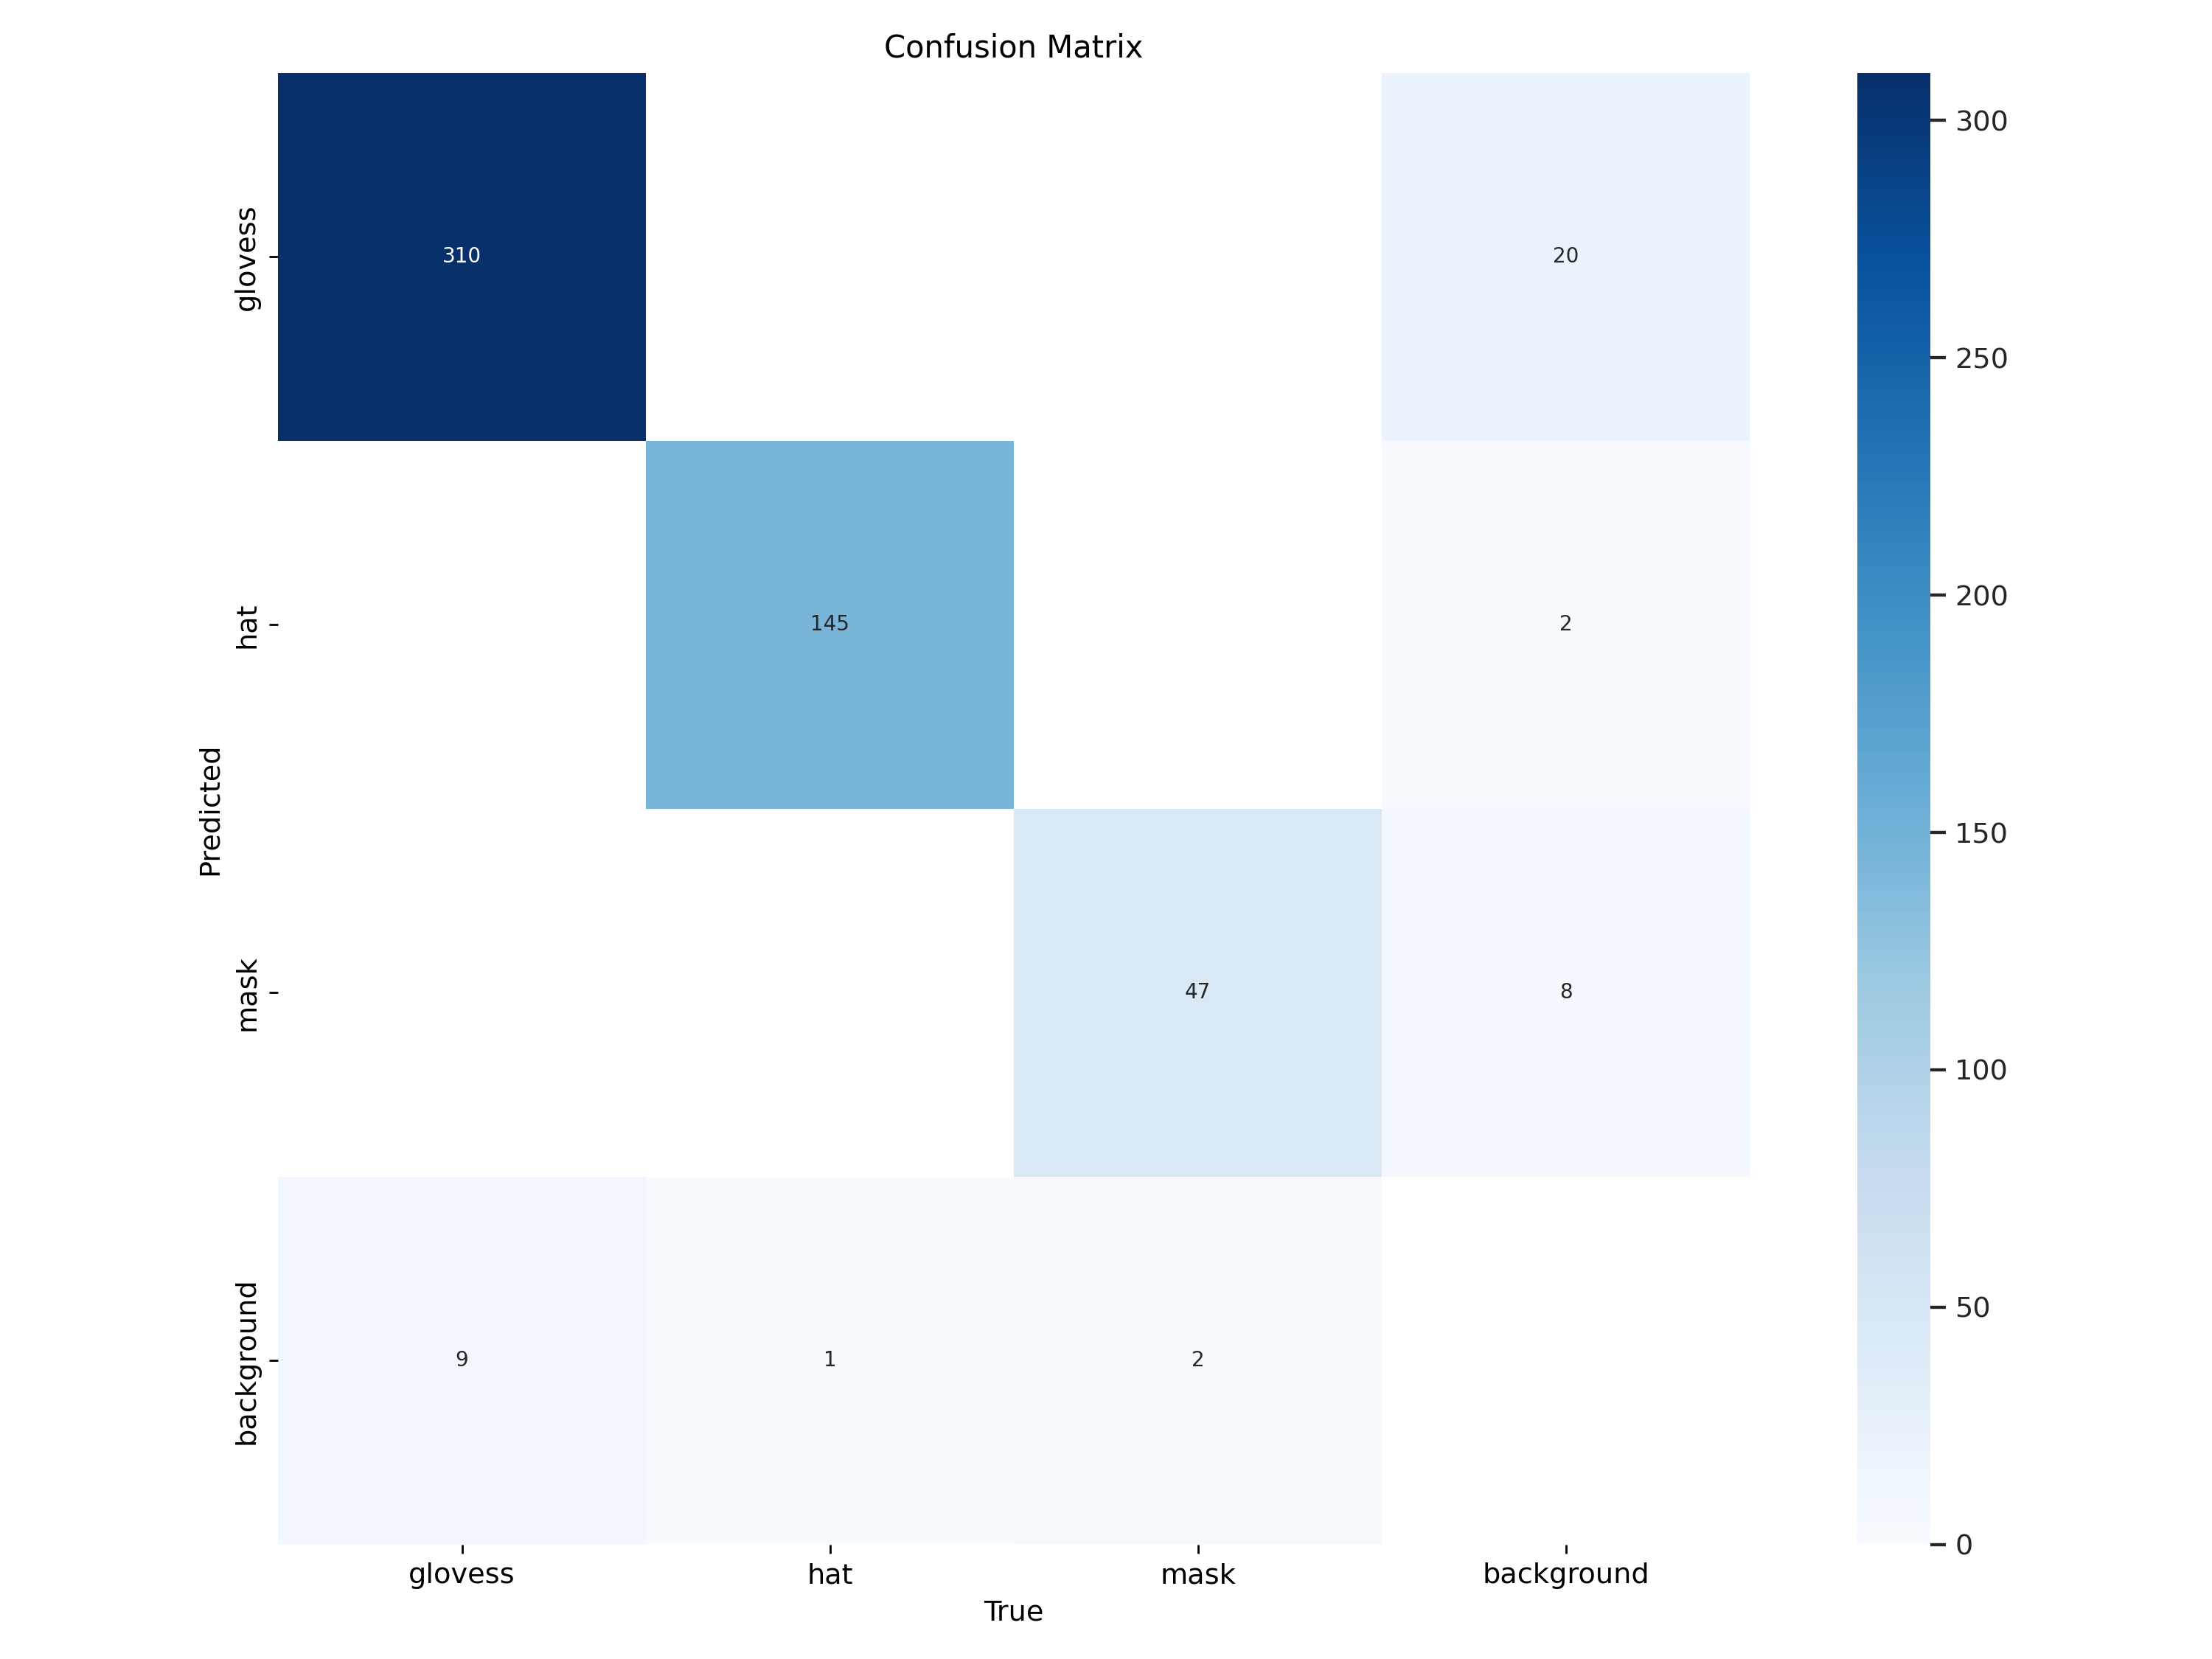 Confusion Matrix
glovess
310
20
hat
145
2
mask
47
8
background
9
1
2
glovess
hat
mask
background
True
Predicted
300
250
200
150
100
50
0